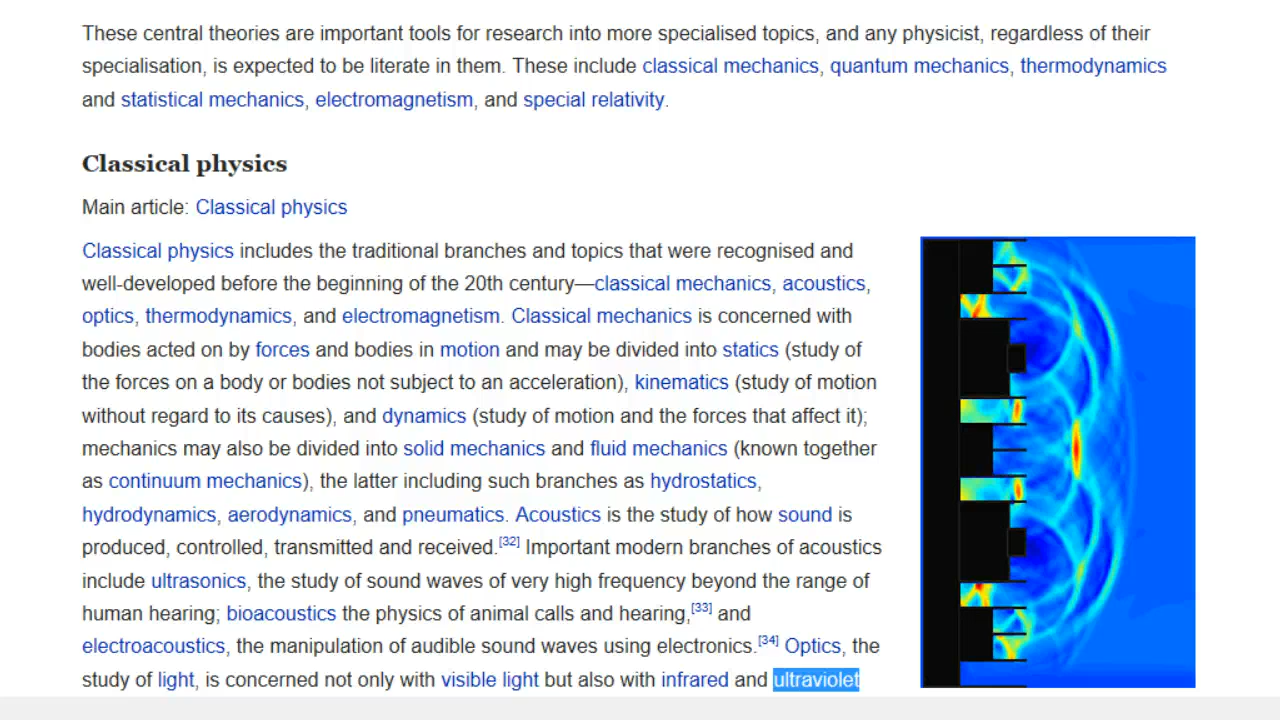 These central theories are important tools for research into more specialised topics, and any physicist, regardless of their
specialisation, is expected to be literate in them. These include classical mechanics, quantum mechanics, thermodynamics
and statistical mechanics, electromagnetism, and special relativity.
Classical physics
Main article: Classical physics
Classical physics includes the traditional branches and topics that were recognised and
well-developed before the beginning of the 20th century—classical mechanics, acoustics,
optics, thermodynamics, and electromagnetism. Classical mechanics is concerned with
bodies acted on by forces and bodies in motion and may be divided into statics (study of
the forces on a body or bodies not subject to an acceleration), kinematics (study of motion
without regard to its causes), and dynamics (study of motion and the forces that affect it);
mechanics may also be divided into solid mechanics and fluid mechanics (known together
as continuum mechanics), the latter including such branches as hydrostatics,
hydrodynamics, aerodynamics, and pneumatics. Acoustics is the study of how sound is
produced, controlled, transmitted and received.[32] Important modern branches of acoustics
include ultrasonics, the study of sound waves of very high frequency beyond the range of
human hearing; bioacoustics the physics of animal calls and hearing,[33] and
electroacoustics, the manipulation of audible sound waves using electronics.[34] Optics, the
study of light, is concerned not only with visible light but also with infrared and ultraviolet